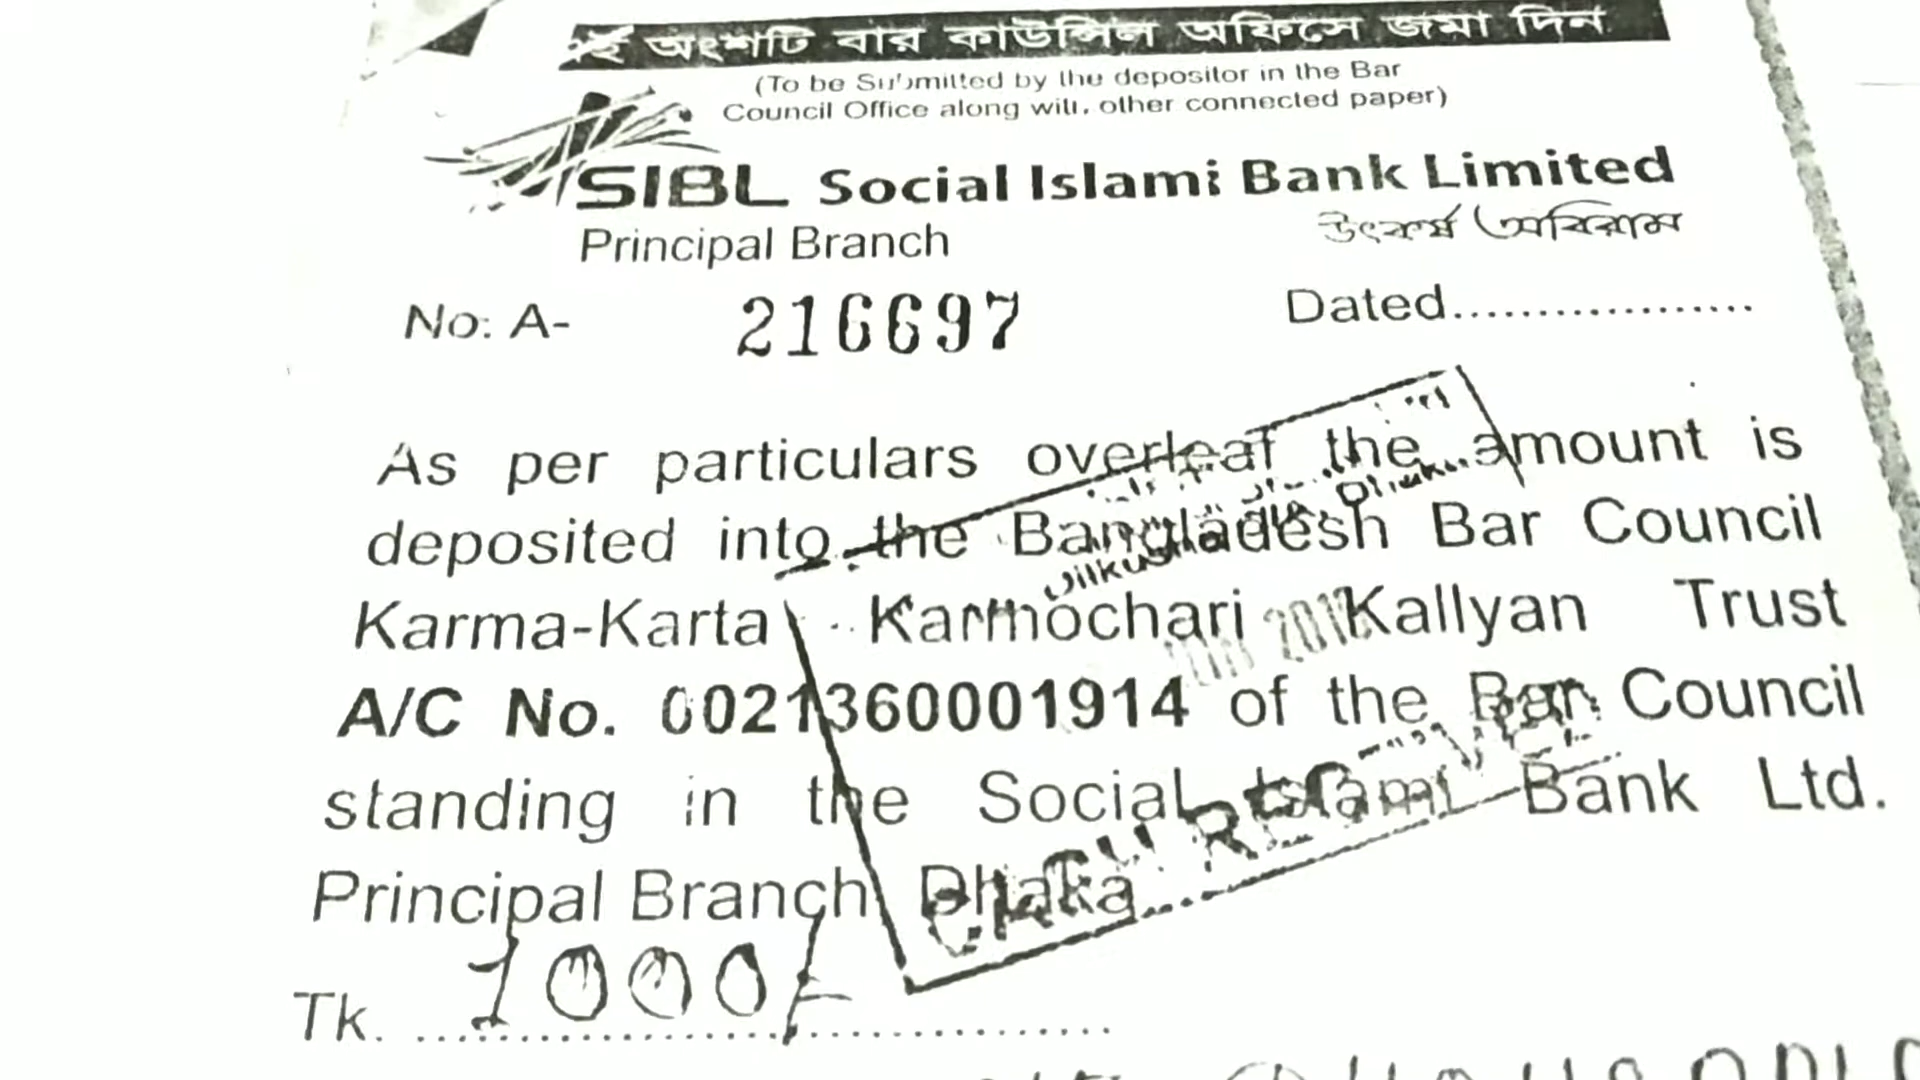 এই অংশটি বার কাউন্সিল অফিসে জমা দিন
(To be Submitted by the depositor in the Bar
Council Office along with other connected paper)
SIBL Social Islami Bank Limited
Principal Branch উৎকর্ষে অবিরাম
No: A- 216697 Dated..................
As per particulars overleaf the amount is
deposited into the Bangladesh Bar Council
Karma-Karta Karmochari Kallyan Trust
A/C No. 0021360001914 of the Bar Council
standing in the Social Islami Bank Ltd.
Principal Branch Dhaka
Tk. 1000/=
Dilkusha
CASH RECEIVED